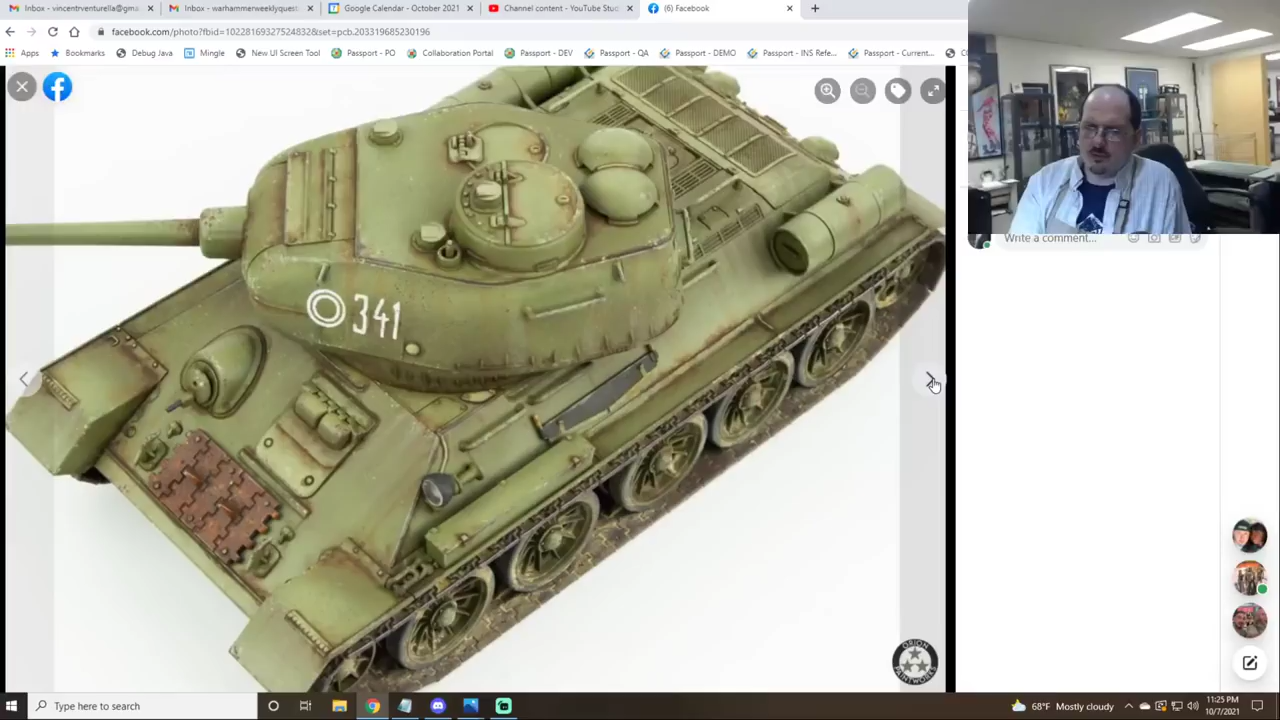 Inbox - vincentrventurella@gma
Inbox - warhammerweeklyquest
Google Calendar - October 2021
Channel content - YouTube Stud
(6) Facebook
facebook.com/photo?fbid=10228169327524832&set=pcb.203319685230196
Apps
Bookmarks
Debug Java
Mingle
New UI Screen Tool
Passport - PO
Collaboration Portal
Passport - DEV
Passport - QA
Passport - DEMO
Passport - INS Refe...
Passport - Current...
341
Write a comment...
ORION
PAINTWORKS
Type here to search
68°F Mostly cloudy
11:25 PM
10/7/2021